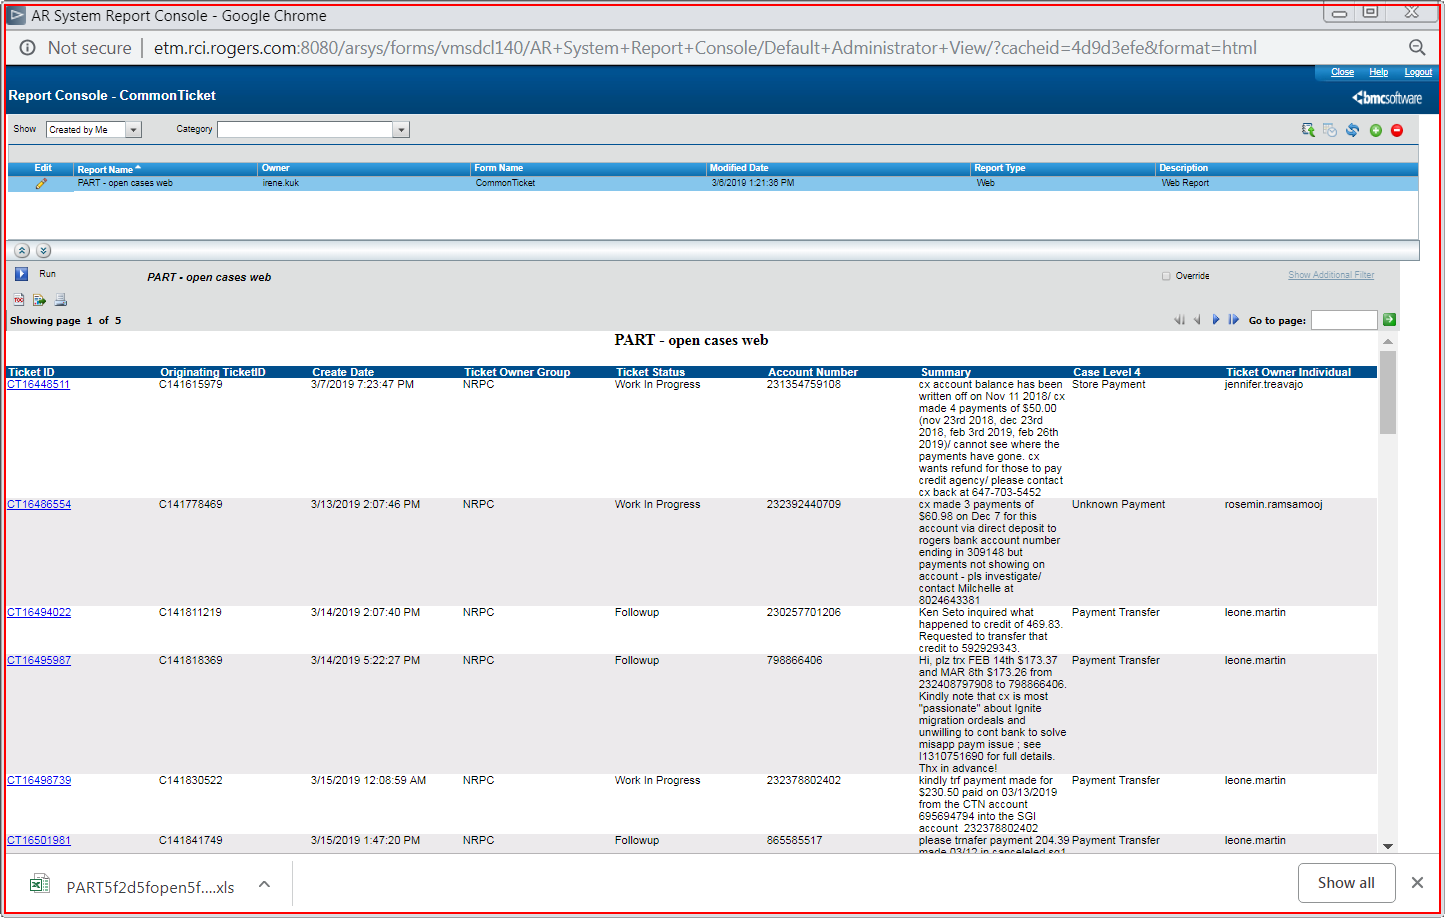 AR System Report Console - Google Chrome
Not secure | etm.rci.rogers.com:8080/arsys/forms/vmsdcl140/AR+System+Report+Console/Default+Administrator+View/?cacheid=4d9d3efe&format=html
Close Help Logout
Report Console - CommonTicket
bmcsoftware
Show Created by Me Category
Edit Report Name Owner Form Name Modified Date Report Type Description
PART - open cases web irene.kuk CommonTicket 3/6/2019 1:21:36 PM Web Web Report
Run PART - open cases web Override Show Additional Filter
Showing page 1 of 5 Go to page:
PART - open cases web
Ticket ID Originating TicketID Create Date Ticket Owner Group Ticket Status Account Number Summary Case Level 4 Ticket Owner Individual
CT16448511 C141615979 3/7/2019 7:23:47 PM NRPC Work In Progress 231354759108 cx account balance has been Store Payment jennifer.treavajo
written off on Nov 11 2018/ cx
made 4 payments of $50.00
(nov 23rd 2018, dec 23rd
2018, feb 3rd 2019, feb 26th
2019)/ cannot see where the
payments have gone. cx
wants refund for those to pay
credit agency/ please contact
cx back at 647-703-5452
CT16486554 C141778469 3/13/2019 2:07:46 PM NRPC Work In Progress 232392440709 cx made 3 payments of Unknown Payment rosemin.ramsamooj
$60.98 on Dec 7 for this
account via direct deposit to
rogers bank account number
ending in 309148 but
payments not showing on
account - pls investigate/
contact Milchelle at
8024643381
CT16494022 C141811219 3/14/2019 2:07:40 PM NRPC Followup 230257701206 Ken Seto inquired what Payment Transfer leone.martin
happened to credit of 469.83.
Requested to transfer that
credit to 592929343.
CT16495987 C141818369 3/14/2019 5:22:27 PM NRPC Followup 798866406 Hi, plz trx FEB 14th $173.37 Payment Transfer leone.martin
and MAR 8th $173.26 from
232408797908 to 798866406.
Kindly note that cx is most
"passionate" about Ignite
migration ordeals and
unwilling to cont bank to solve
misapp paym issue ; see
I1310751690 for full details.
Thx in advance!
CT16498739 C141830522 3/15/2019 12:08:59 AM NRPC Work In Progress 232378802402 kindly trf payment made for Payment Transfer leone.martin
$230.50 paid on 03/13/2019
from the CTN account
695694794 into the SGI
account 232378802402
CT16501981 C141841749 3/15/2019 1:47:20 PM NRPC Followup 865585517 please trnafer payment 204.39 Payment Transfer leone.martin
made 03/12 in canceleled sg1
PART5f2d5fopen5f....xls Show all